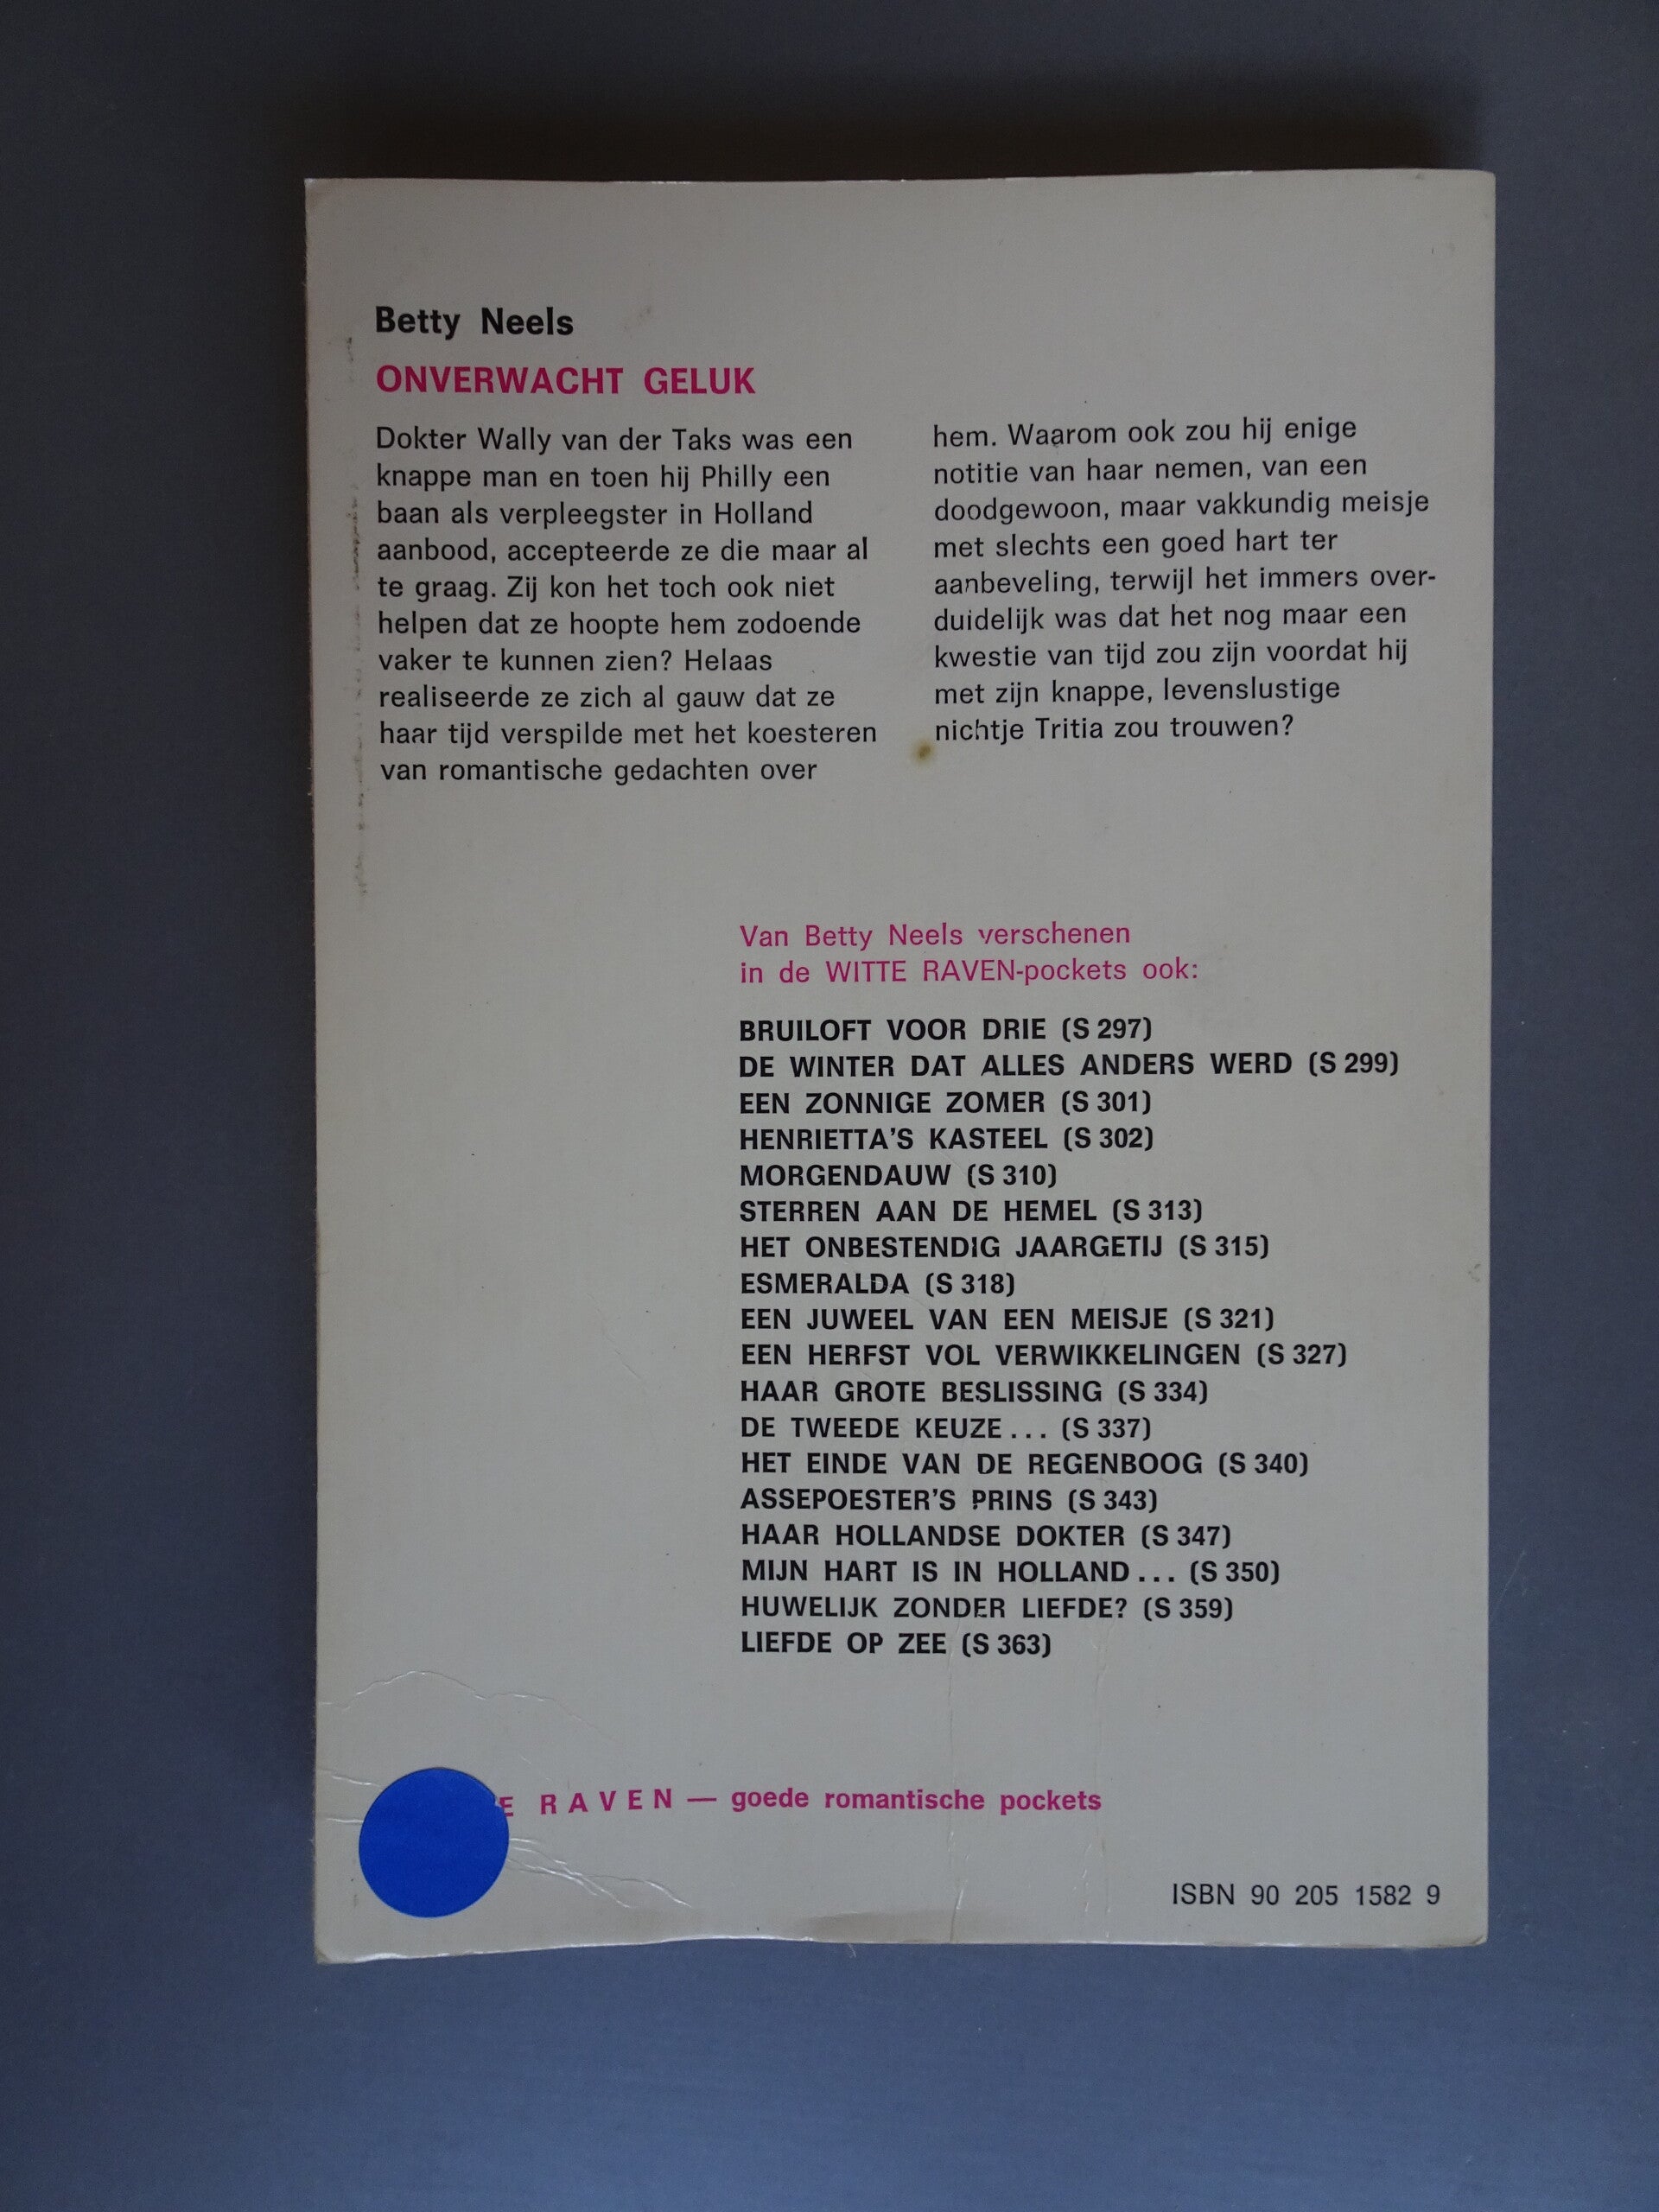 Betty Neels
ONVERWACHT GELUK
Dokter Wally van der Taks was een
knappe man en toen hij Philly een
baan als verpleegster in Holland
aanbood, accepteerde ze die maar al
te graag. Zij kon het toch ook niet
helpen dat ze hoopte hem zodoende
vaker te kunnen zien? Helaas
realiseerde ze zich al gauw dat ze
haar tijd verspilde met het koesteren
van romantische gedachten over
hem. Waarom ook zou hij enige
notitie van haar nemen, van een
doodgewoon, maar vakkundig meisje
met slechts een goed hart ter
aanbeveling, terwijl het immers over-
duidelijk was dat het nog maar een
kwestie van tijd zou zijn voordat hij
met zijn knappe, levenslustige
nichtje Tritia zou trouwen?
Van Betty Neels verschenen
in de WITTE RAVEN-pockets ook:
BRUILOFT VOOR DRIE (S 297)
DE WINTER DAT ALLES ANDERS WERD (S 299)
EEN ZONNIGE ZOMER (S 301)
HENRIETTA'S KASTEEL (S 302)
MORGENDAUW (S 310)
STERREN AAN DE HEMEL (S 313)
HET ONBESTENDIG JAARGETIJ (S 315)
ESMERALDA (S 318)
EEN JUWEEL VAN EEN MEISJE (S 321)
EEN HERFST VOL VERWIKKELINGEN (S 327)
HAAR GROTE BESLISSING (S 334)
DE TWEEDE KEUZE... (S 337)
HET EINDE VAN DE REGENBOOG (S 340)
ASSEPOESTER'S PRINS (S 343)
HAAR HOLLANDSE DOKTER (S 347)
MIJN HART IS IN HOLLAND... (S 350)
HUWELIJK ZONDER LIEFDE? (S 359)
LIEFDE OP ZEE (S 363)
E RAVEN — goede romantische pockets
ISBN 90 205 1582 9